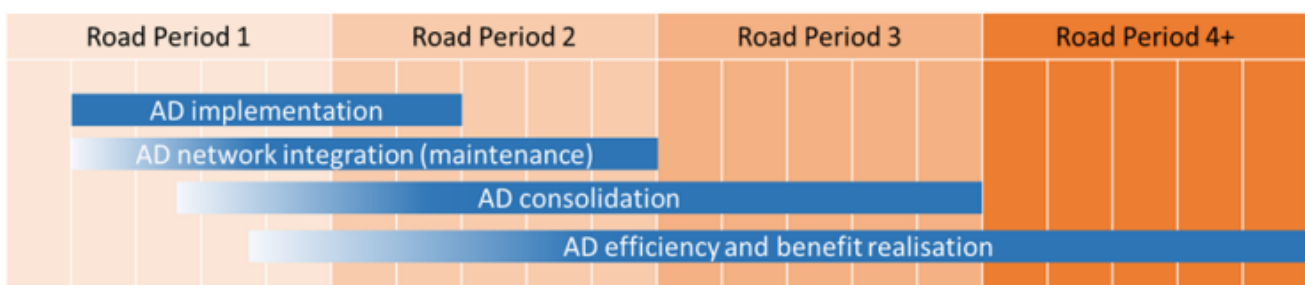 Road Period 1 Road Period 2 Road Period 3 Road Period 4+
AD implementation
AD network integration (maintenance)
AD consolidation
AD efficiency and benefit realisation